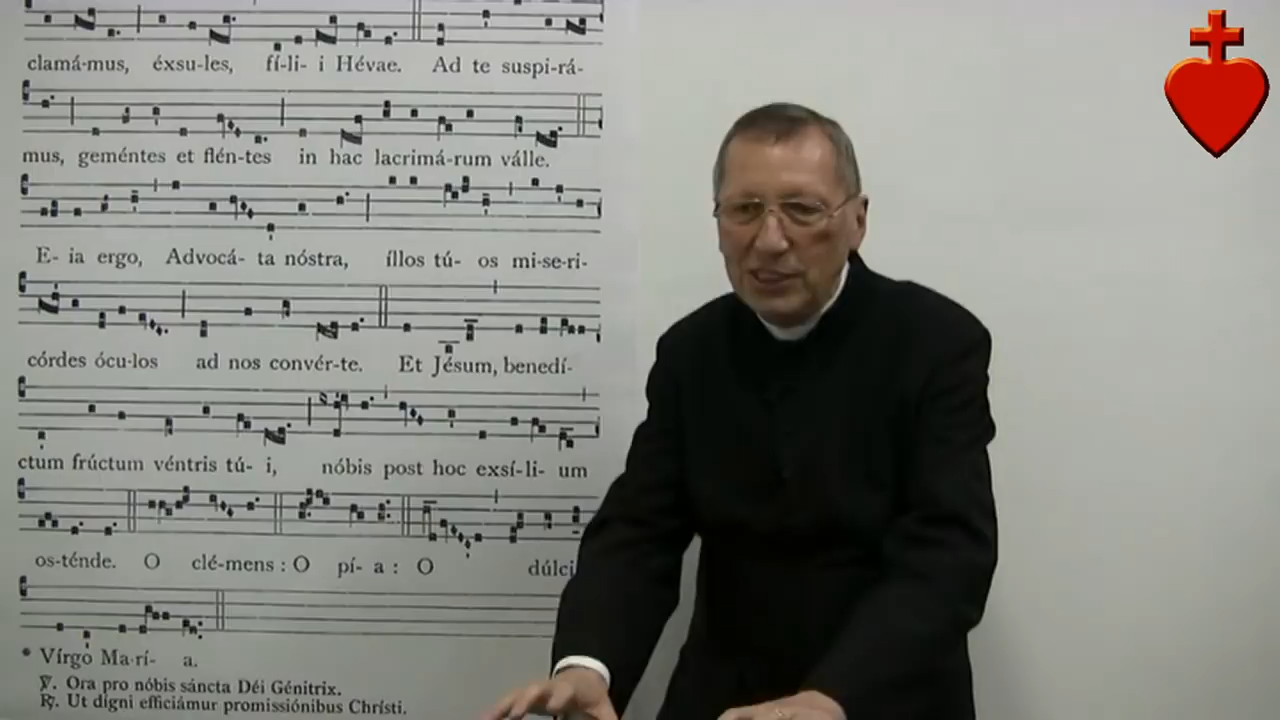 clamá-mus, éxsu-les, fí-li- i Hévae. Ad te suspi-rá-
mus, geméntes et flén-tes in hac lacrimá-rum válle.
E- ia ergo, Advocá- ta nóstra, íllos tú- os mi-se-ri-
córdes ócu-los ad nos convér-te. Et Jésum, benedí-
ctum frúctum véntris tú- i, nóbis post hoc exsí-li- um
os-ténde. O clé-mens : O pí- a : O dúlci
* Vírgo Ma-rí- a.
℣. Ora pro nóbis sáncta Déi Génitrix.
℟. Ut digni efficiámur promissiónibus Chrísti.